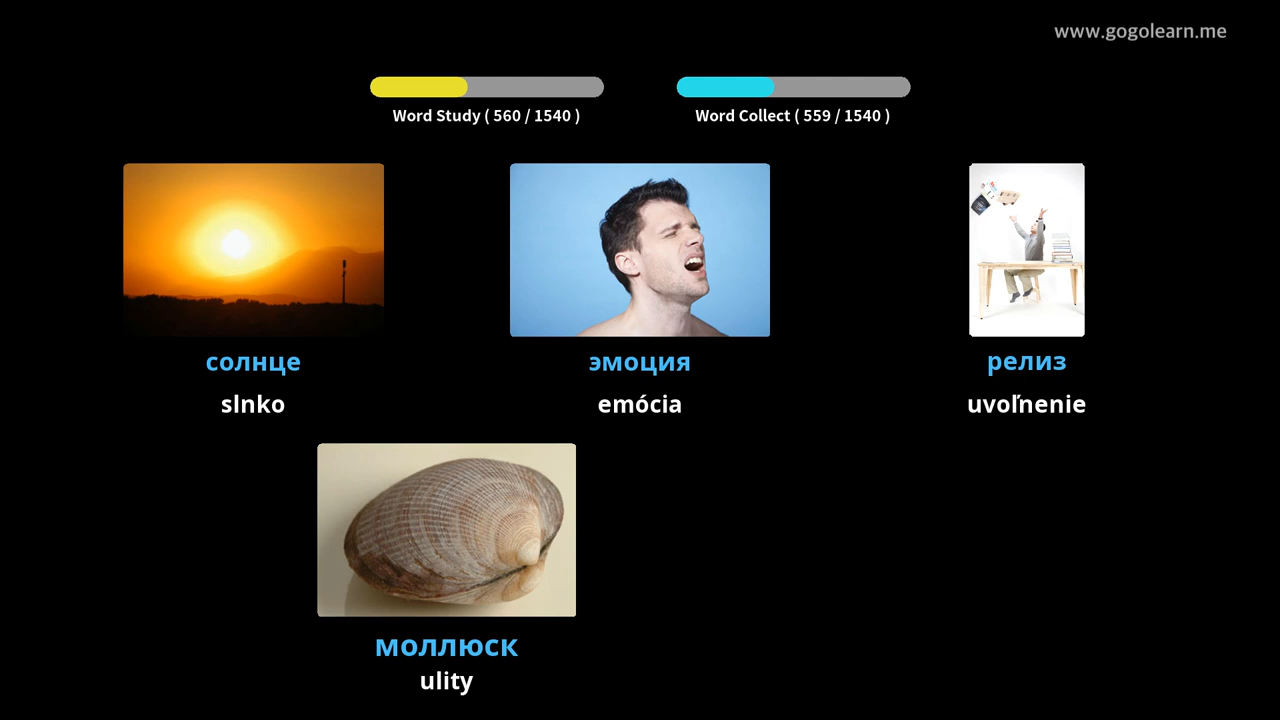 www.gogolearn.me
Word Study ( 560 / 1540 )
Word Collect ( 559 / 1540 )
солнце
эмоция
релиз
slnko
emócia
uvoľnenie
моллюск
ulity